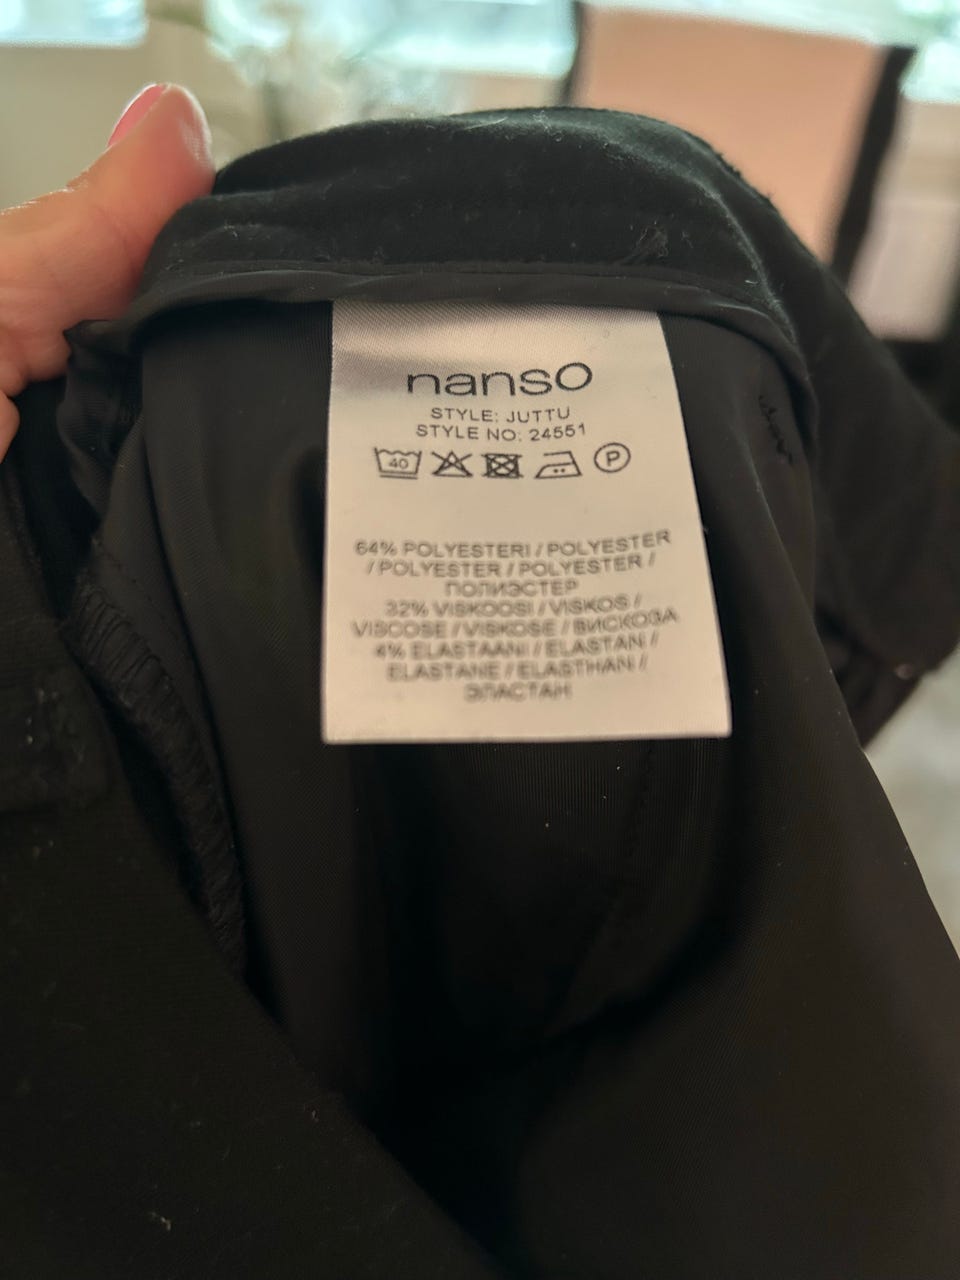 nanso
STYLE: JUTTU
STYLE NO: 24551
40 P
64% POLYESTERI / POLYESTER
/ POLYESTER / POLYESTER /
ПОЛИЭСТЕР
32% VISKOOSI / VISKOS /
VISCOSE / VISKOSE / ВИСКОЗА
4% ELASTAANI / ELASTAN /
ELASTANE / ELASTHAN /
ЭЛАСТАН